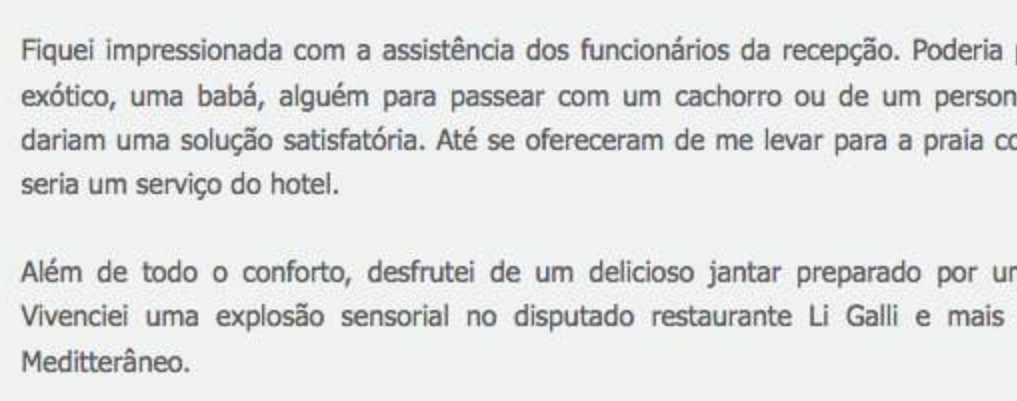 Fiquei impressionada com a assistência dos funcionários da recepção. Poderia
exótico, uma babá, alguém para passear com um cachorro ou de um
dariam uma solução satisfatória. Até se ofereceram de me levar para a praia
seria um serviço do hotel.
Além de todo o conforto, desfrutei de um delicioso jantar preparado por
Vivenciei uma explosão sensorial no disputado restaurante Li Galli e mais
Meditterâneo.